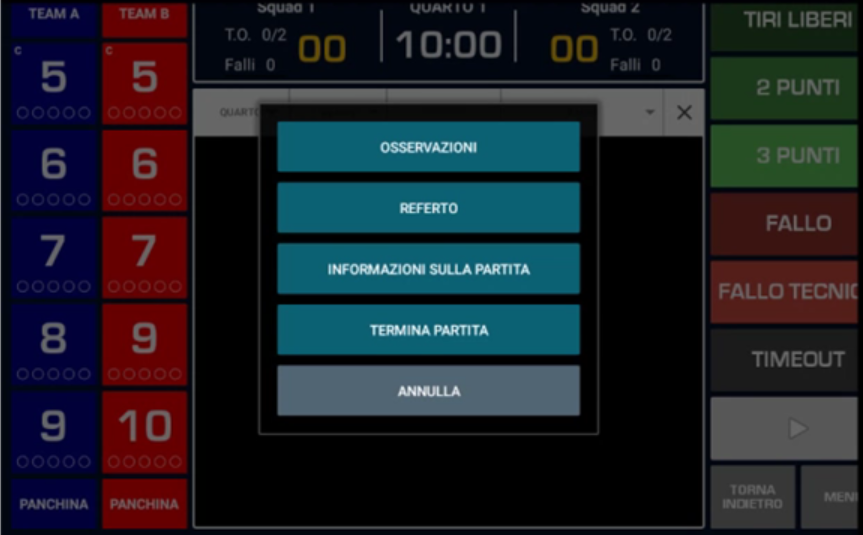 TEAM A
TEAM B
Squad 1
QUARTO 1
Squad 2
TIRI LIBERI
T.O. 0/2
00
10:00
00
T.O. 0/2
Falli 0
Falli 0
C
5
C
5
2 PUNTI
QUARTO
3 PUNTI
OSSERVAZIONI
6
6
REFERTO
FALLO
7
7
INFORMAZIONI SULLA PARTITA
FALLO TECNIC
8
9
TERMINA PARTITA
TIMEOUT
9
10
ANNULLA
PANCHINA
PANCHINA
TORNA
INDIETRO
MENU